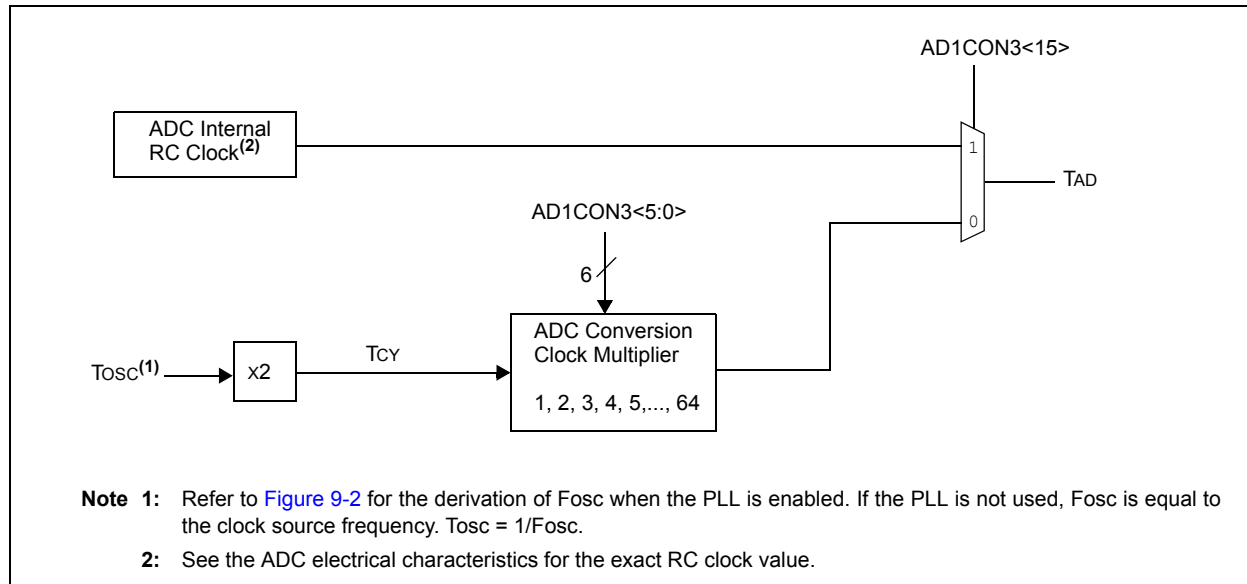 AD1CON3<15>
ADC Internal
RC Clock(2)
1
TAD
AD1CON3<5:0>
0
6
ADC Conversion
Clock Multiplier
TOSC(1)
X2
TCY
1, 2, 3, 4, 5,..., 64
Note 1: Refer to Figure 9-2 for the derivation of Fosc when the PLL is enabled. If the PLL is not used, Fosc is equal to
the clock source frequency. Tosc = 1/Fosc.
2: See the ADC electrical characteristics for the exact RC clock value.